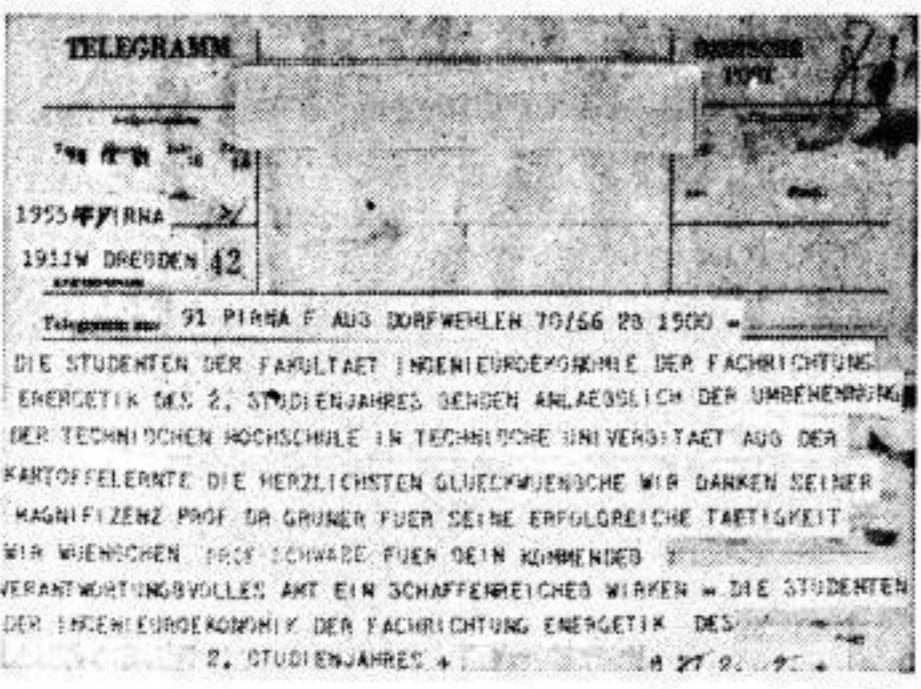 TELEGRAMM
DEUTSCHE
POST
1955 PIRNA
1911W DRESDEN 42
Telegramm aus 91 PIRNA F AUS DORFWEHLEN 70/66 28 1900 =
DIE STUDENTEN DER FAKULTAET INGENIEUROEKONOMIE DER FACHRICHTUNG
ENERGETIK DES 2. STUDIENJAHRES SENDEN ANLAESSLICH DER UMBENENNUNG
DER TECHNISCHEN HOCHSCHULE IN TECHNISCHE UNIVERSITAET AUS DER
KARTOFFELERNTE DIE HERZLICHSTEN GLUECKWUENSCHE WIR DANKEN SEINER
MAGNIFIZENZ PROF DR GRUNER FUER SEINE ERFOLGREICHE TAETIGKEIT
WIR WUENSCHEN PROF SCHWABE FUER SEIN KOMMENDES
VERANTWORTUNGSVOLLES AMT EIN SCHAFFENREICHES WIRKEN = DIE STUDENTEN
DER INGENIEUROEKONOMIK DER FACHRICHTUNG ENERGETIK DES
2. STUDIENJAHRES +